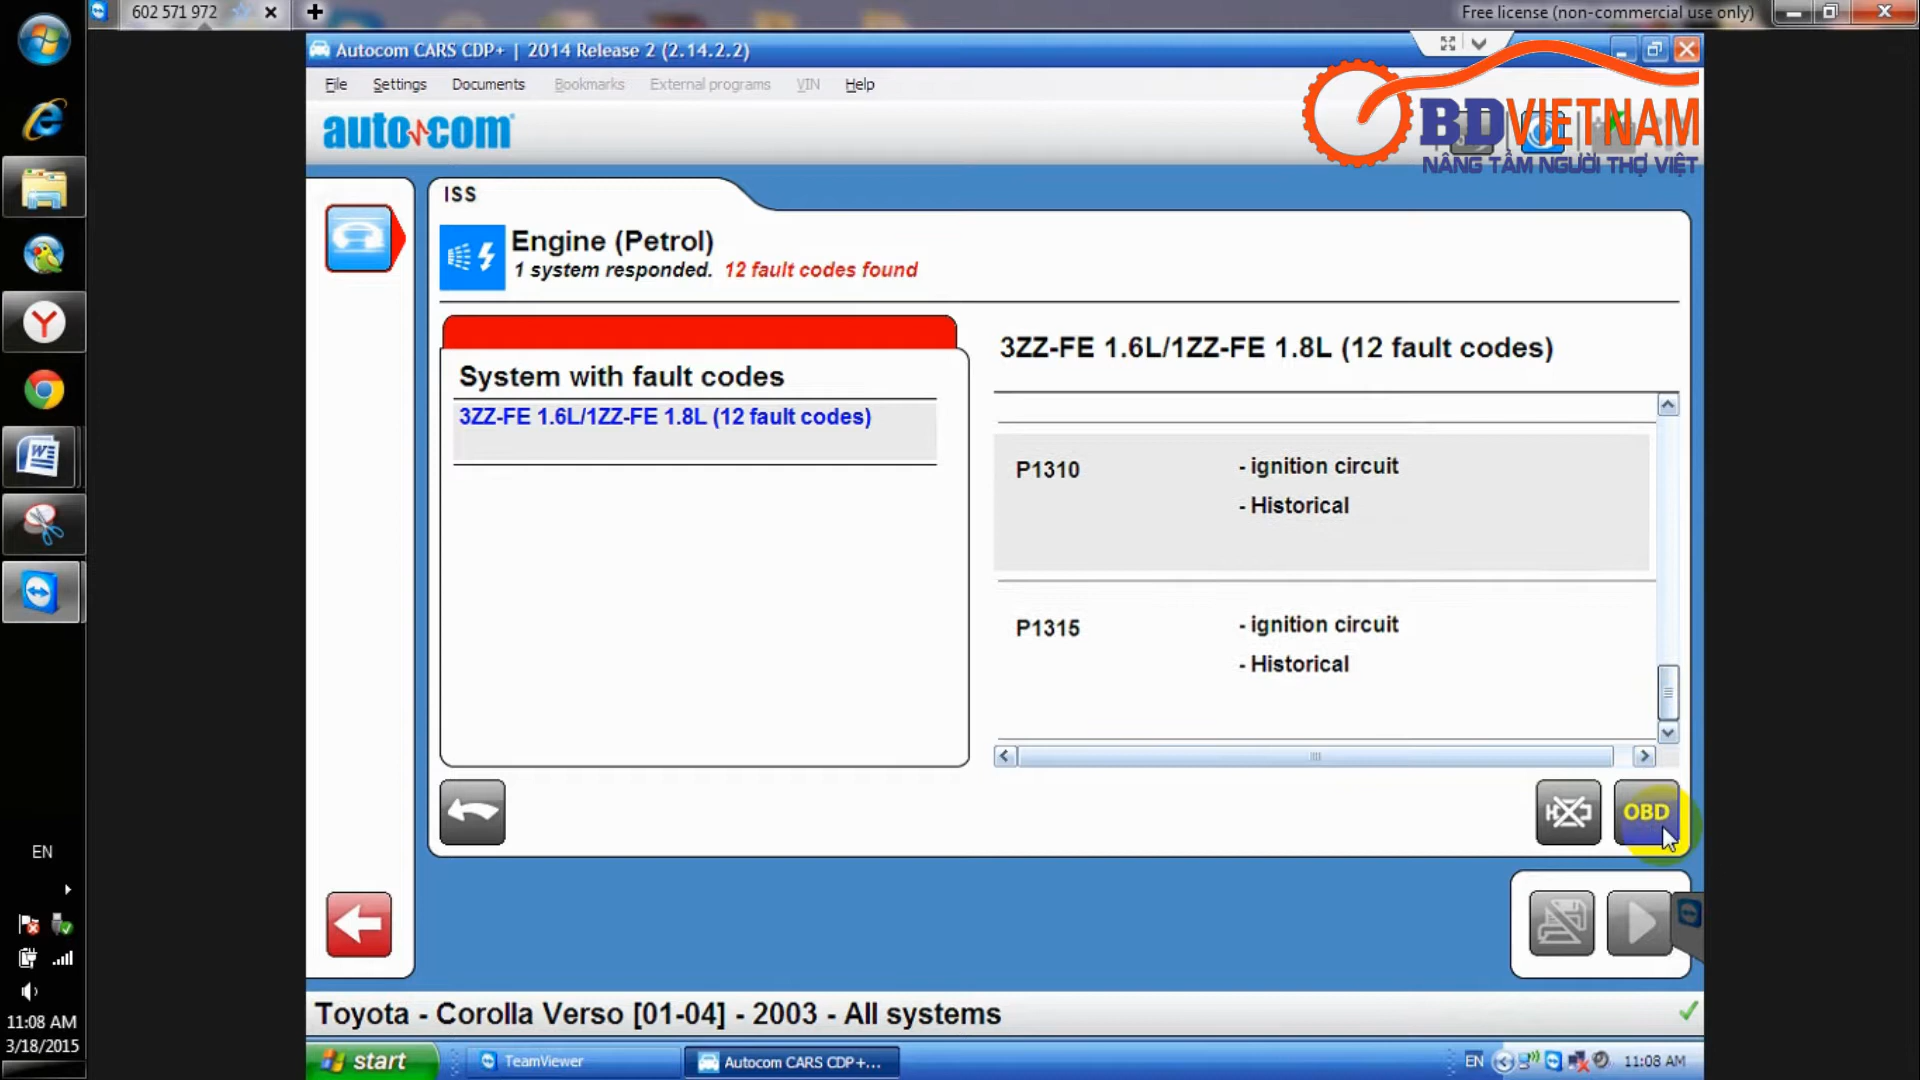 602 571 972
Free license (non-commercial use only)
Autocom CARS CDP+ | 2014 Release 2 (2.14.2.2)
File Settings Documents Bookmarks External programs VIN Help
autocom
BDVIETNAM
NÂNG TẦM NGƯỜI THỢ VIỆT
ISS
Engine (Petrol)
1 system responded. 12 fault codes found
System with fault codes
3ZZ-FE 1.6L/1ZZ-FE 1.8L (12 fault codes)
3ZZ-FE 1.6L/1ZZ-FE 1.8L (12 fault codes)
P1310 - ignition circuit
- Historical
P1315 - ignition circuit
- Historical
OBD
EN
11:08 AM
3/18/2015
Toyota - Corolla Verso [01-04] - 2003 - All systems
start TeamViewer Autocom CARS CDP+... EN 11:08 AM